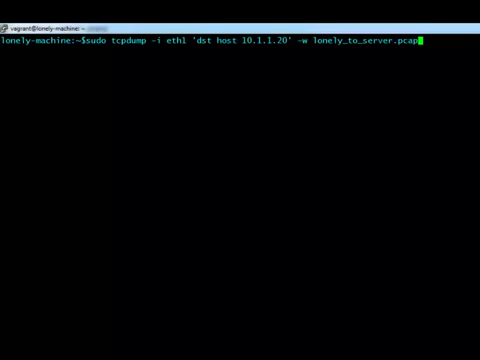 vagrant@lonely-machine: ~
lonely-machine:~$sudo tcpdump -i eth1 'dst host 10.1.1.20' -w lonely_to_server.pcap